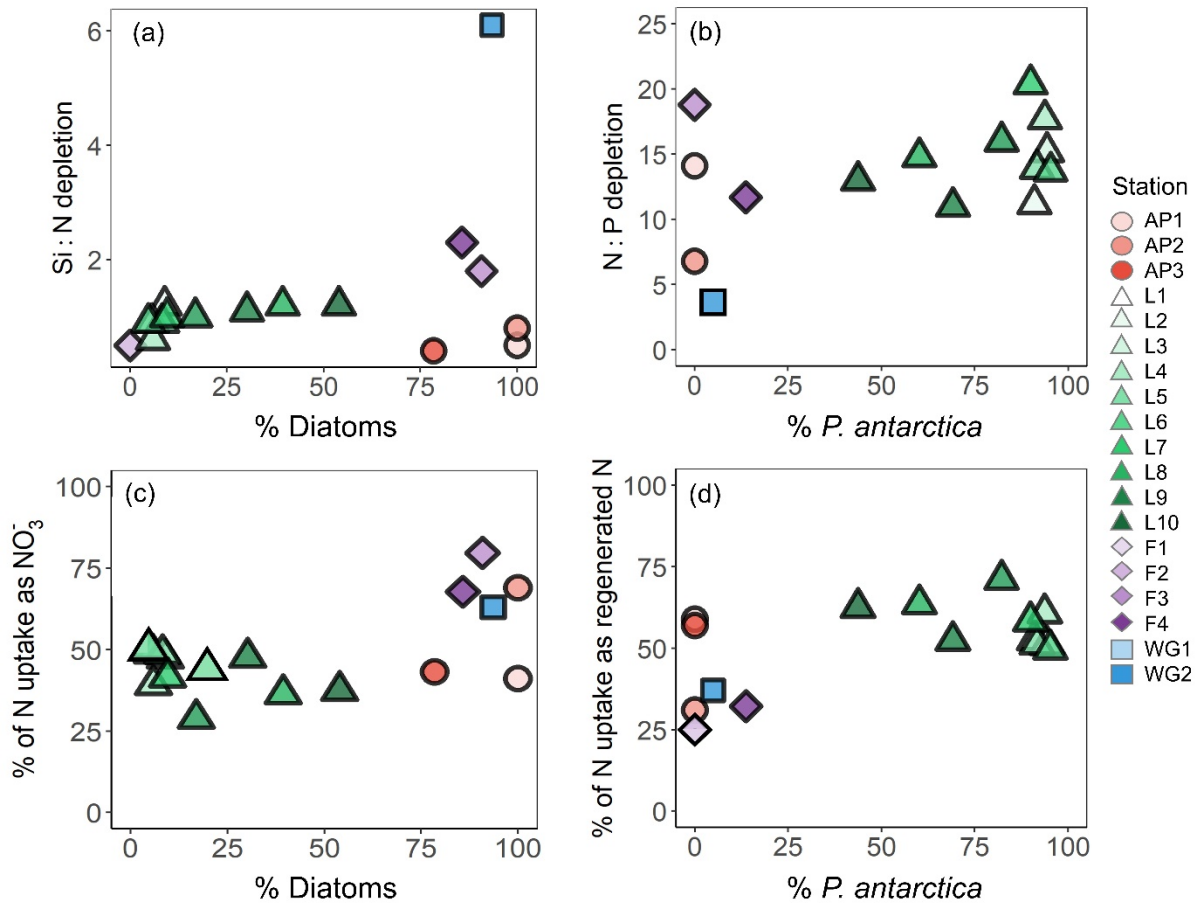 (a)
Si : N depletion
6
4
2
0 25 50 75 100
% Diatoms
(b)
N : P depletion
25
20
15
10
5
0
0 25 50 75 100
% P. antarctica
(c)
% of N uptake as NO₃⁻
100
75
50
25
0
0 25 50 75 100
% Diatoms
(d)
% of N uptake as regenerated N
100
75
50
25
0
0 25 50 75 100
% P. antarctica
Station
AP1
AP2
AP3
L1
L2
L3
L4
L5
L6
L7
L8
L9
L10
F1
F2
F3
F4
WG1
WG2